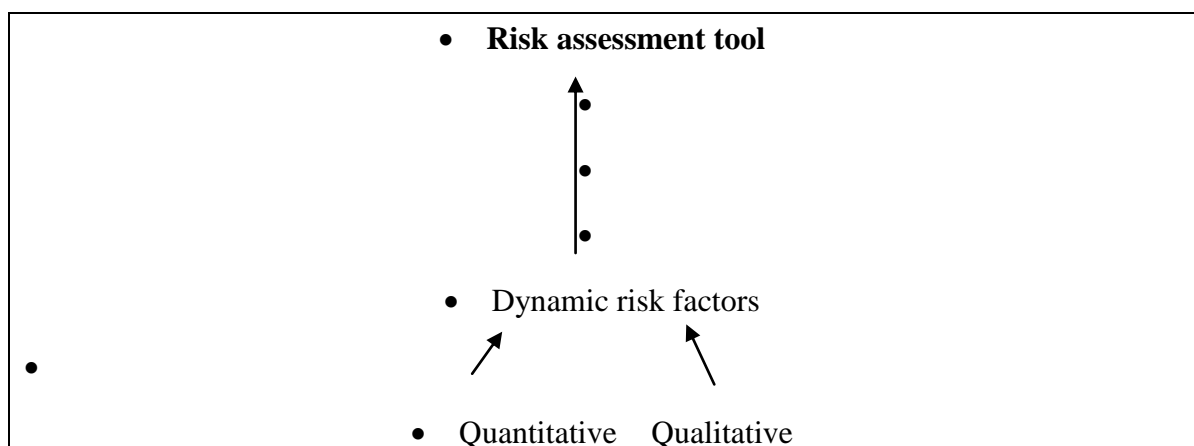 • Risk assessment tool
•
•
•
• Dynamic risk factors
•
• Quantitative Qualitative